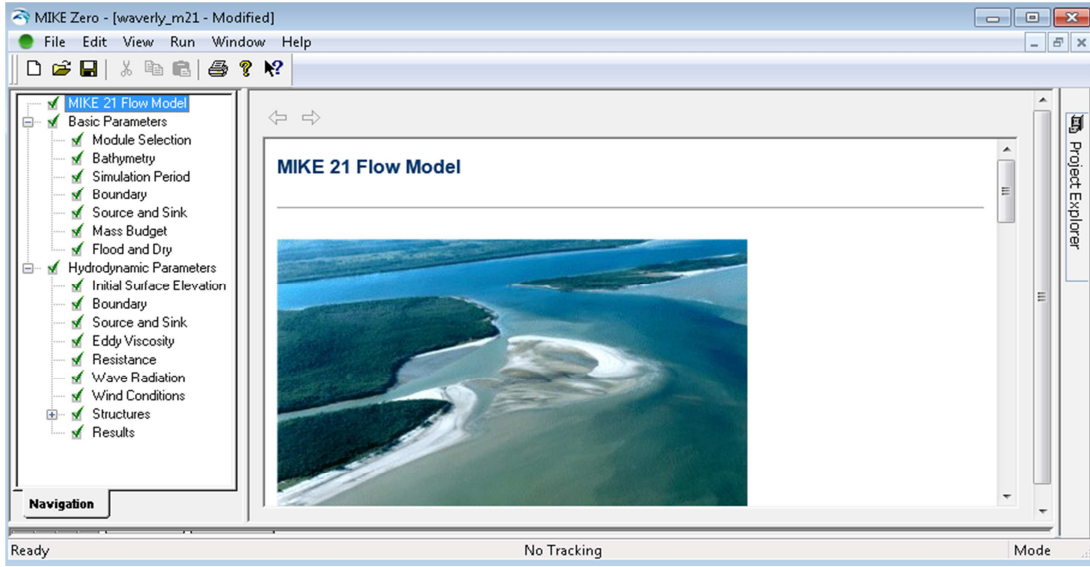 MIKE Zero - [waverly_m21 - Modified]
File Edit View Run Window Help
MIKE 21 Flow Model
Basic Parameters
Module Selection
Bathymetry
Simulation Period
Boundary
Source and Sink
Mass Budget
Flood and Dry
Hydrodynamic Parameters
Initial Surface Elevation
Boundary
Source and Sink
Eddy Viscosity
Resistance
Wave Radiation
Wind Conditions
Structures
Results
Navigation
MIKE 21 Flow Model
Project Explorer
Ready No Tracking Mode